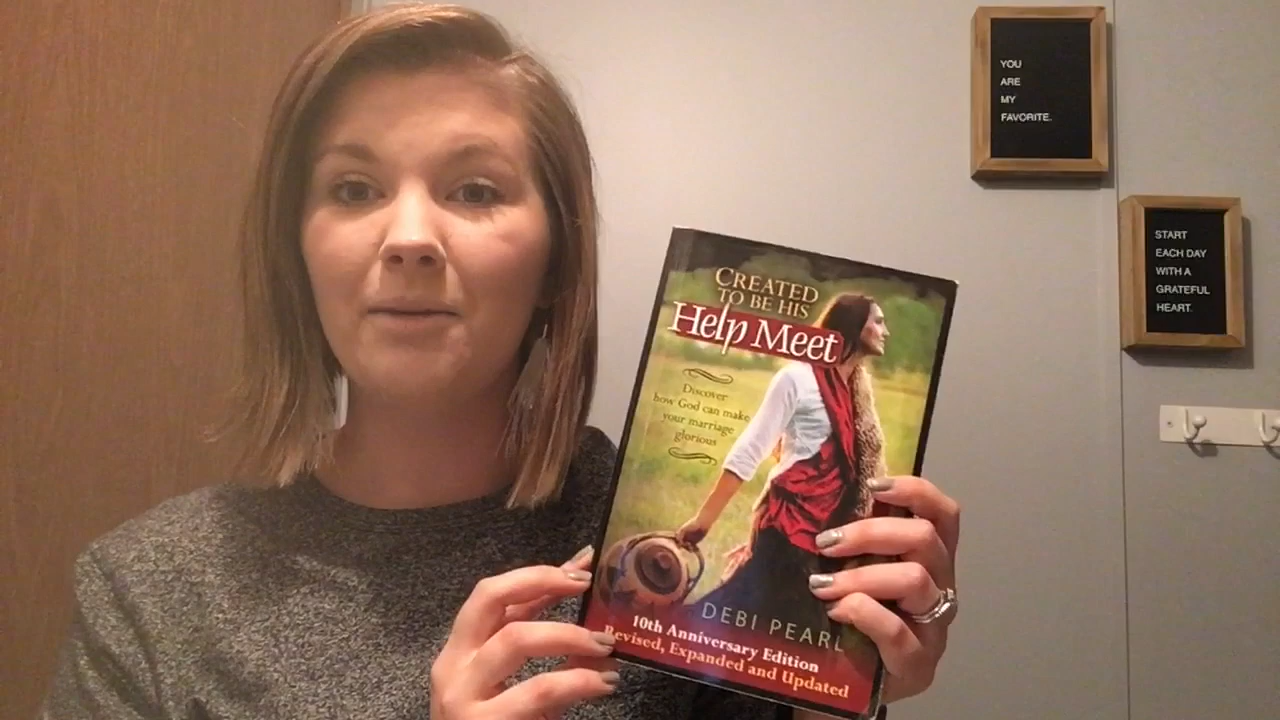 YOU
ARE
MY
FAVORITE.
START
EACH DAY
WITH A
GRATEFUL
HEART.
CREATED
TO BE HIS
Help Meet
Discover
how God can make
your marriage
glorious
DEBI PEARL
10th Anniversary Edition
Revised, Expanded and Updated